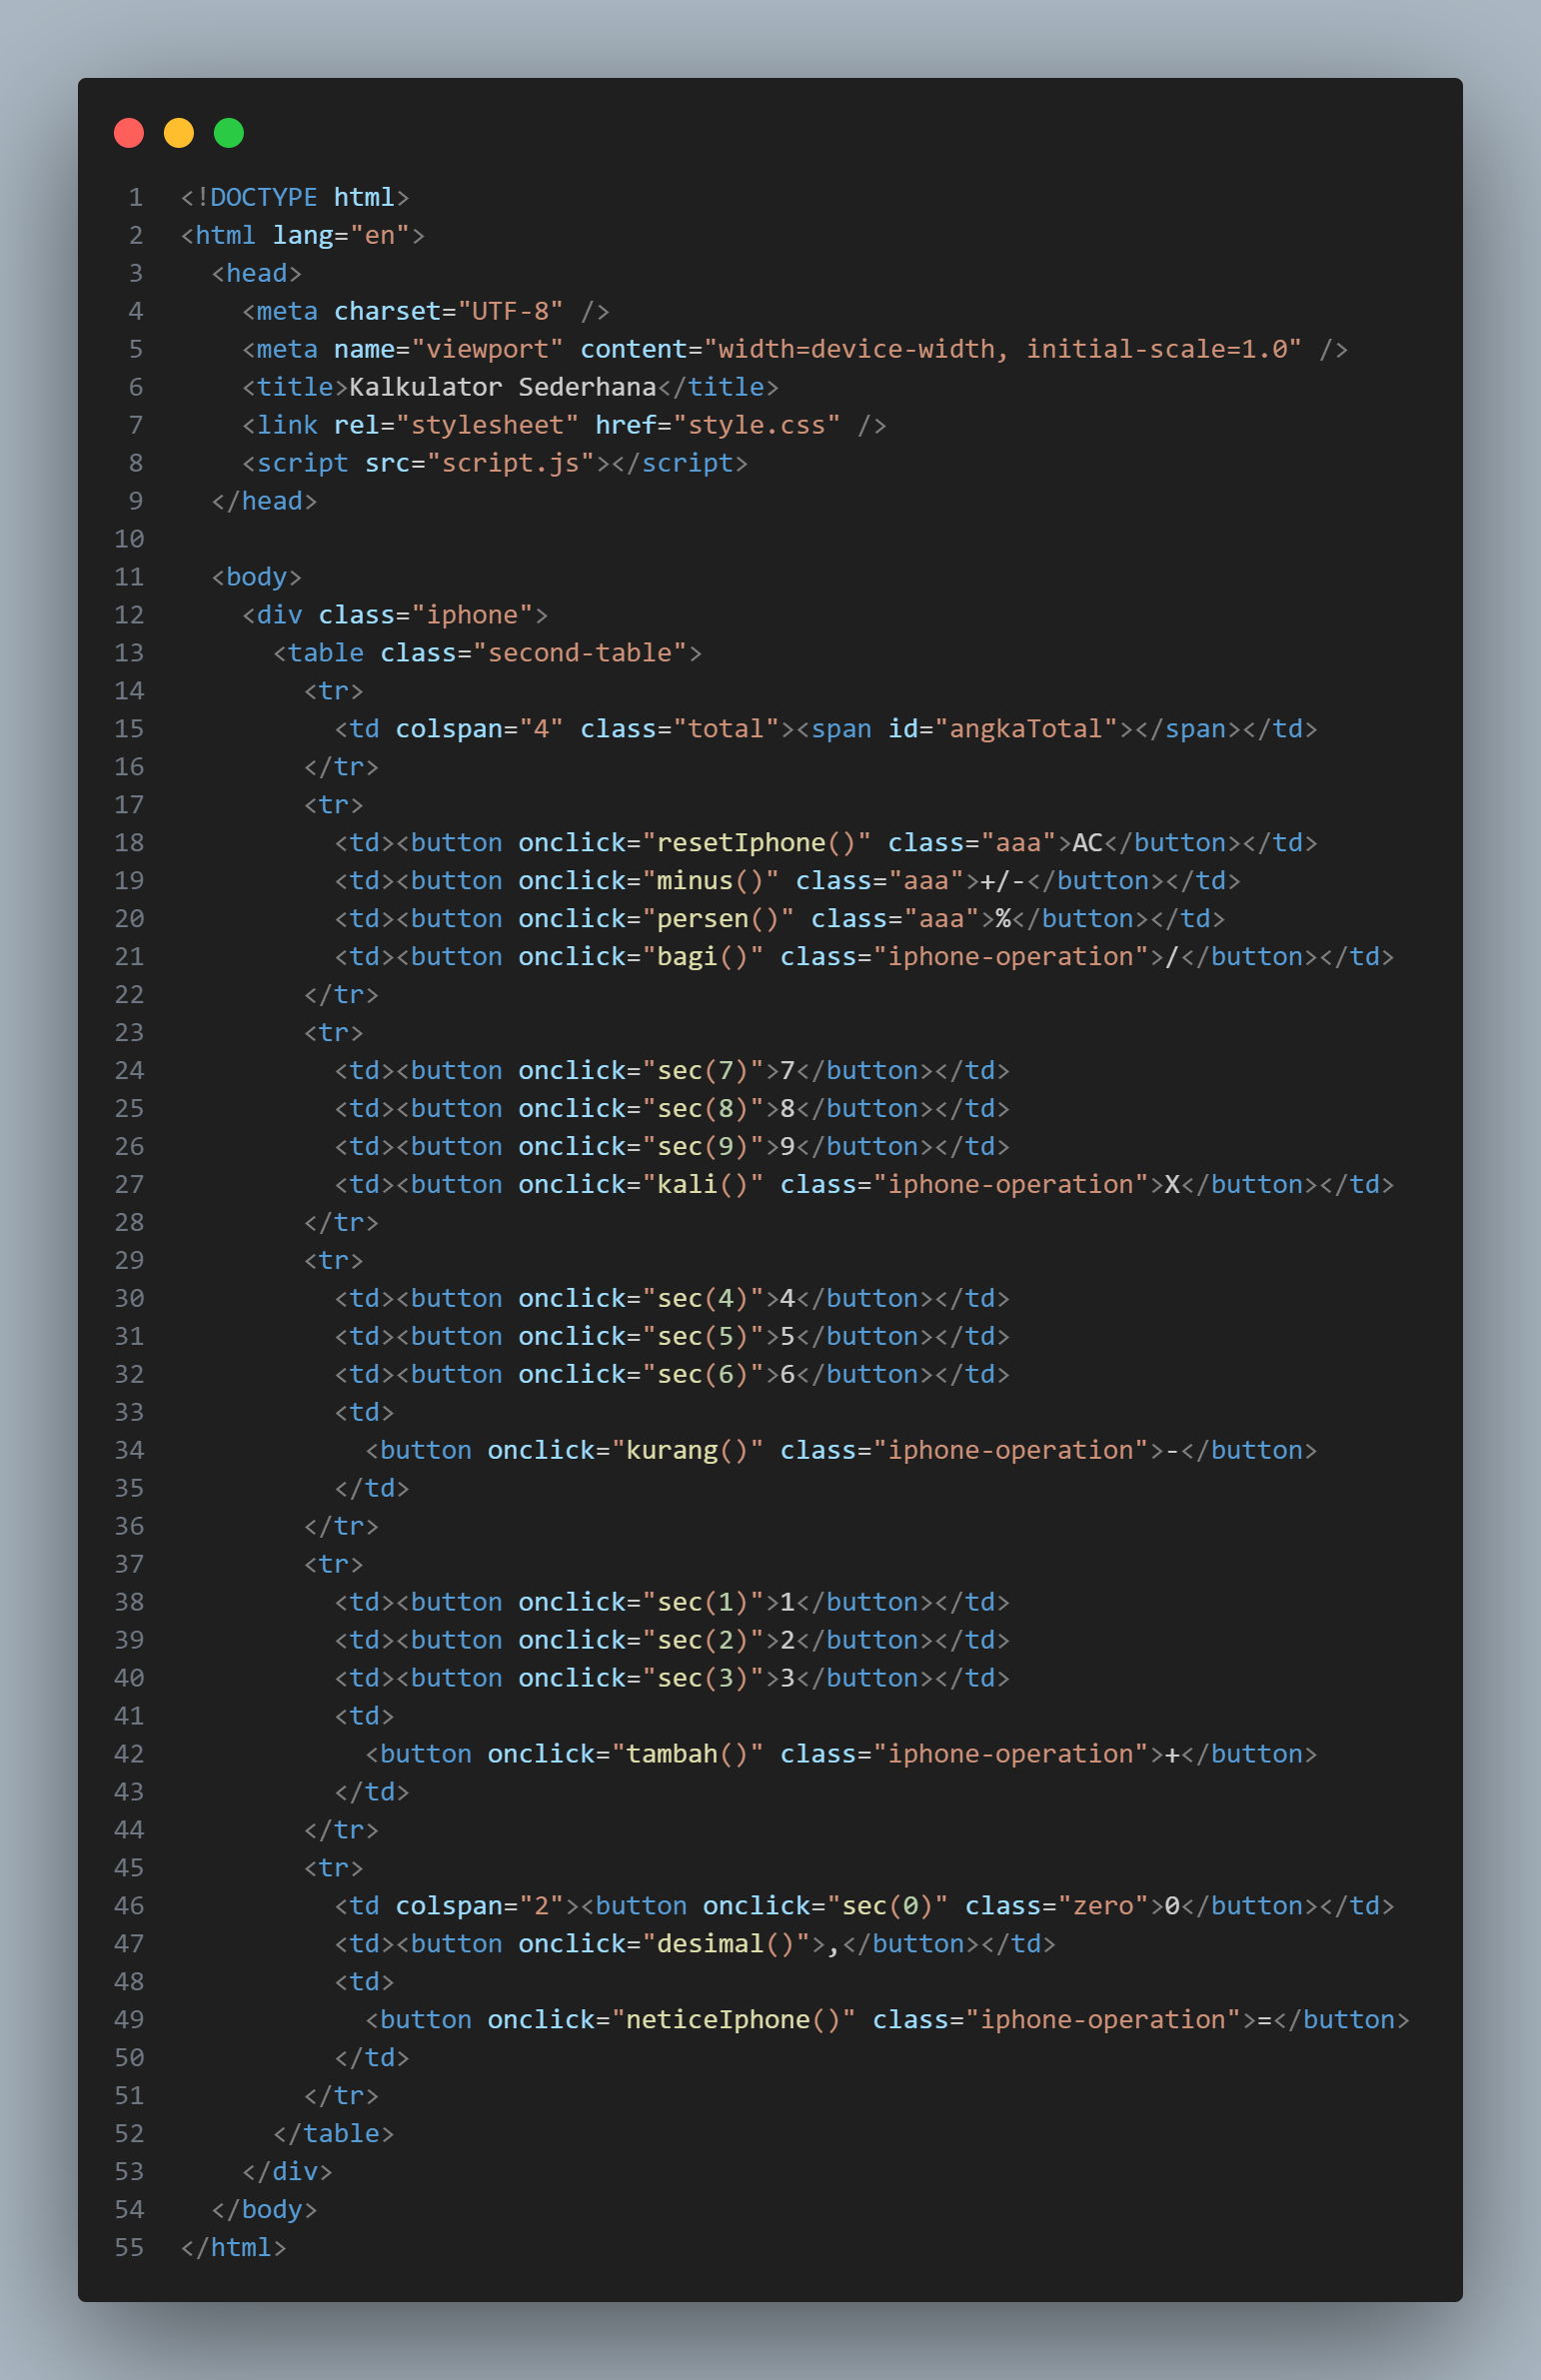 1 <!DOCTYPE html>
2 <html lang="en">
3   <head>
4     <meta charset="UTF-8" />
5     <meta name="viewport" content="width=device-width, initial-scale=1.0" />
6     <title>Kalkulator Sederhana</title>
7     <link rel="stylesheet" href="style.css" />
8     <script src="script.js"></script>
9   </head>
10
11   <body>
12     <div class="iphone">
13       <table class="second-table">
14         <tr>
15           <td colspan="4" class="total"><span id="angkaTotal"></span></td>
16         </tr>
17         <tr>
18           <td><button onclick="resetIphone()" class="aaa">AC</button></td>
19           <td><button onclick="minus()" class="aaa">+/-</button></td>
20           <td><button onclick="persen()" class="aaa">%</button></td>
21           <td><button onclick="bagi()" class="iphone-operation">/</button></td>
22         </tr>
23         <tr>
24           <td><button onclick="sec(7)">7</button></td>
25           <td><button onclick="sec(8)">8</button></td>
26           <td><button onclick="sec(9)">9</button></td>
27           <td><button onclick="kali()" class="iphone-operation">X</button></td>
28         </tr>
29         <tr>
30           <td><button onclick="sec(4)">4</button></td>
31           <td><button onclick="sec(5)">5</button></td>
32           <td><button onclick="sec(6)">6</button></td>
33           <td>
34             <button onclick="kurang()" class="iphone-operation">-</button>
35           </td>
36         </tr>
37         <tr>
38           <td><button onclick="sec(1)">1</button></td>
39           <td><button onclick="sec(2)">2</button></td>
40           <td><button onclick="sec(3)">3</button></td>
41           <td>
42             <button onclick="tambah()" class="iphone-operation">+</button>
43           </td>
44         </tr>
45         <tr>
46           <td colspan="2"><button onclick="sec(0)" class="zero">0</button></td>
47           <td><button onclick="desimal()">,</button></td>
48           <td>
49             <button onclick="neticeIphone()" class="iphone-operation">=</button>
50           </td>
51         </tr>
52       </table>
53     </div>
54   </body>
55 </html>